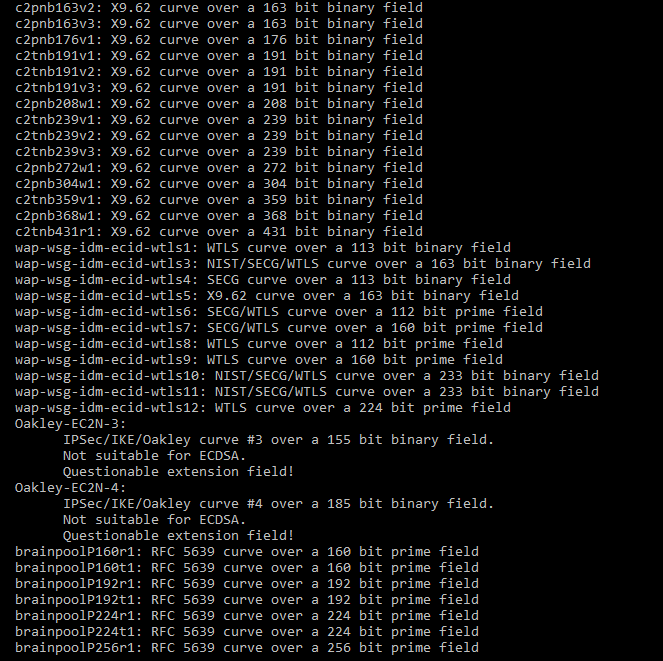 c2pnb163v2: X9.62 curve over a 163 bit binary field
c2pnb163v3: X9.62 curve over a 163 bit binary field
c2pnb176v1: X9.62 curve over a 176 bit binary field
c2tnb191v1: X9.62 curve over a 191 bit binary field
c2tnb191v2: X9.62 curve over a 191 bit binary field
c2tnb191v3: X9.62 curve over a 191 bit binary field
c2pnb208w1: X9.62 curve over a 208 bit binary field
c2tnb239v1: X9.62 curve over a 239 bit binary field
c2tnb239v2: X9.62 curve over a 239 bit binary field
c2tnb239v3: X9.62 curve over a 239 bit binary field
c2pnb272w1: X9.62 curve over a 272 bit binary field
c2pnb304w1: X9.62 curve over a 304 bit binary field
c2tnb359v1: X9.62 curve over a 359 bit binary field
c2pnb368w1: X9.62 curve over a 368 bit binary field
c2tnb431r1: X9.62 curve over a 431 bit binary field
wap-wsg-idm-ecid-wtls1: WTLS curve over a 113 bit binary field
wap-wsg-idm-ecid-wtls3: NIST/SECG/WTLS curve over a 163 bit binary field
wap-wsg-idm-ecid-wtls4: SECG curve over a 113 bit binary field
wap-wsg-idm-ecid-wtls5: X9.62 curve over a 163 bit binary field
wap-wsg-idm-ecid-wtls6: SECG/WTLS curve over a 112 bit prime field
wap-wsg-idm-ecid-wtls7: SECG/WTLS curve over a 160 bit prime field
wap-wsg-idm-ecid-wtls8: WTLS curve over a 112 bit prime field
wap-wsg-idm-ecid-wtls9: WTLS curve over a 160 bit prime field
wap-wsg-idm-ecid-wtls10: NIST/SECG/WTLS curve over a 233 bit binary field
wap-wsg-idm-ecid-wtls11: NIST/SECG/WTLS curve over a 233 bit binary field
wap-wsg-idm-ecid-wtls12: WTLS curve over a 224 bit prime field
Oakley-EC2N-3:
IPSec/IKE/Oakley curve #3 over a 155 bit binary field.
Not suitable for ECDSA.
Questionable extension field!
Oakley-EC2N-4:
IPSec/IKE/Oakley curve #4 over a 185 bit binary field.
Not suitable for ECDSA.
Questionable extension field!
brainpoolP160r1: RFC 5639 curve over a 160 bit prime field
brainpoolP160t1: RFC 5639 curve over a 160 bit prime field
brainpoolP192r1: RFC 5639 curve over a 192 bit prime field
brainpoolP192t1: RFC 5639 curve over a 192 bit prime field
brainpoolP224r1: RFC 5639 curve over a 224 bit prime field
brainpoolP224t1: RFC 5639 curve over a 224 bit prime field
brainpoolP256r1: RFC 5639 curve over a 256 bit prime field